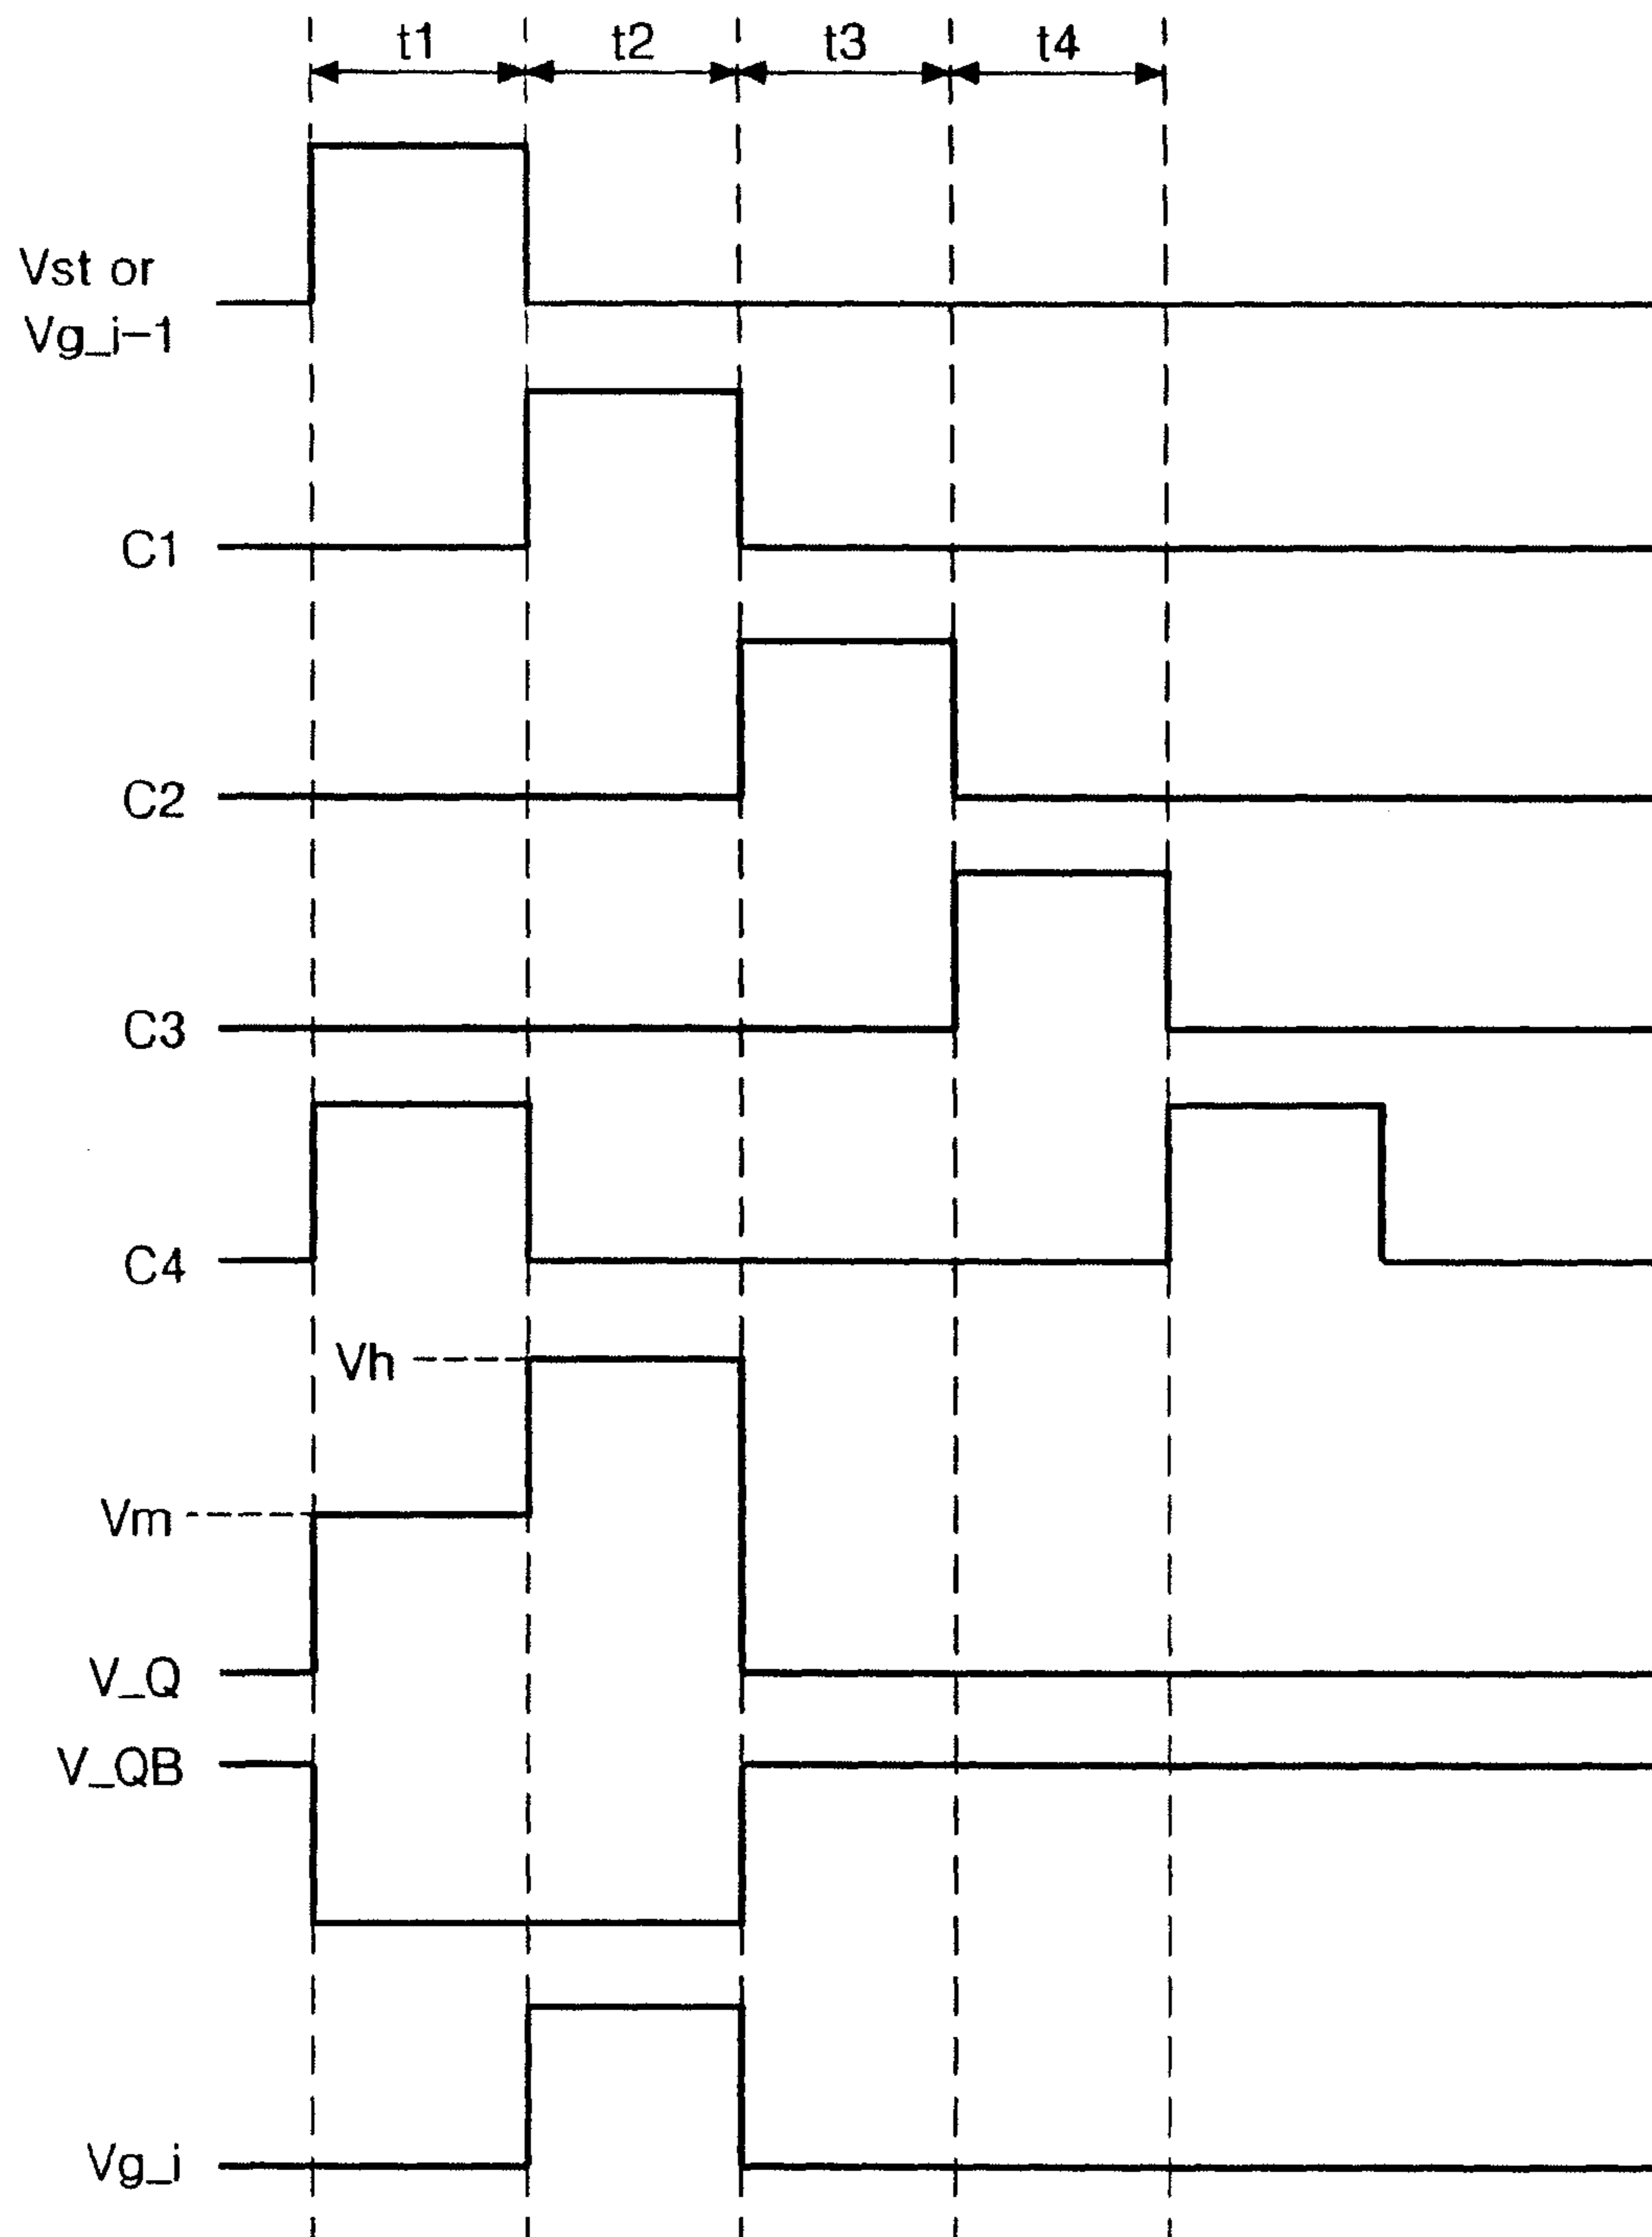 t1 t2 t3 t4
Vst or
Vg_i-1
C1
C2
C3
C4
Vh
Vm
V_Q
V_QB
Vg_i